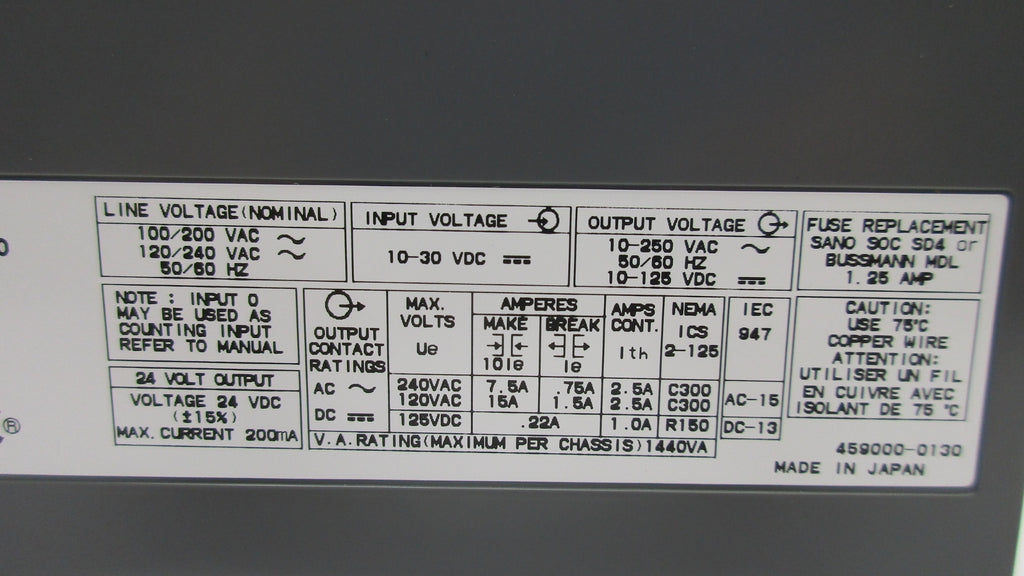 LINE VOLTAGE(NOMINAL)
100/200 VAC
120/240 VAC
50/60 HZ
INPUT VOLTAGE
10-30 VDC
OUTPUT VOLTAGE
10-250 VAC
50/60 HZ
10-125 VDC
FUSE REPLACEMENT
SANO SOC SD4 or
BUSSMANN MDL
1.25 AMP
NOTE : INPUT 0
MAY BE USED AS
COUNTING INPUT
REFER TO MANUAL
24 VOLT OUTPUT
VOLTAGE 24 VDC
(±15%)
MAX. CURRENT 200mA
OUTPUT
CONTACT
RATINGS
MAX.
VOLTS
Ue
AMPERES
MAKE
BREAK
10Ie
Ie
AMPS
CONT.
Ith
NEMA
ICS
2-125
IEC
947
AC
240VAC 7.5A .75A 2.5A C300
120VAC 15A 1.5A 2.5A C300
AC-15
DC 125VDC .22A 1.0A R150 DC-13
V.A.RATING(MAXIMUM PER CHASSIS)1440VA
CAUTION:
USE 75°C
COPPER WIRE
ATTENTION:
UTILISER UN FIL
EN CUIVRE AVEC
ISOLANT DE 75 °C
459000-0130
MADE IN JAPAN
®